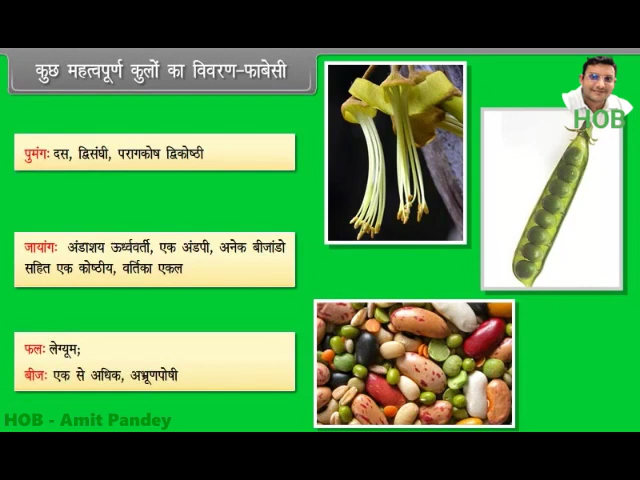 कुछ महत्वपूर्ण कुलों का विवरण-फाबेसी
HOB
पुमंगः दस, द्विसंघी, परागकोष द्विकोष्ठी
जायांगः अंडाशय ऊर्ध्ववर्ती, एक अंडपी, अनेक बीजांडो
सहित एक कोष्ठीय, वर्तिका एकल
फलः लेग्यूम;
बीजः एक से अधिक, अभ्रूणपोषी
HOB - Amit Pandey